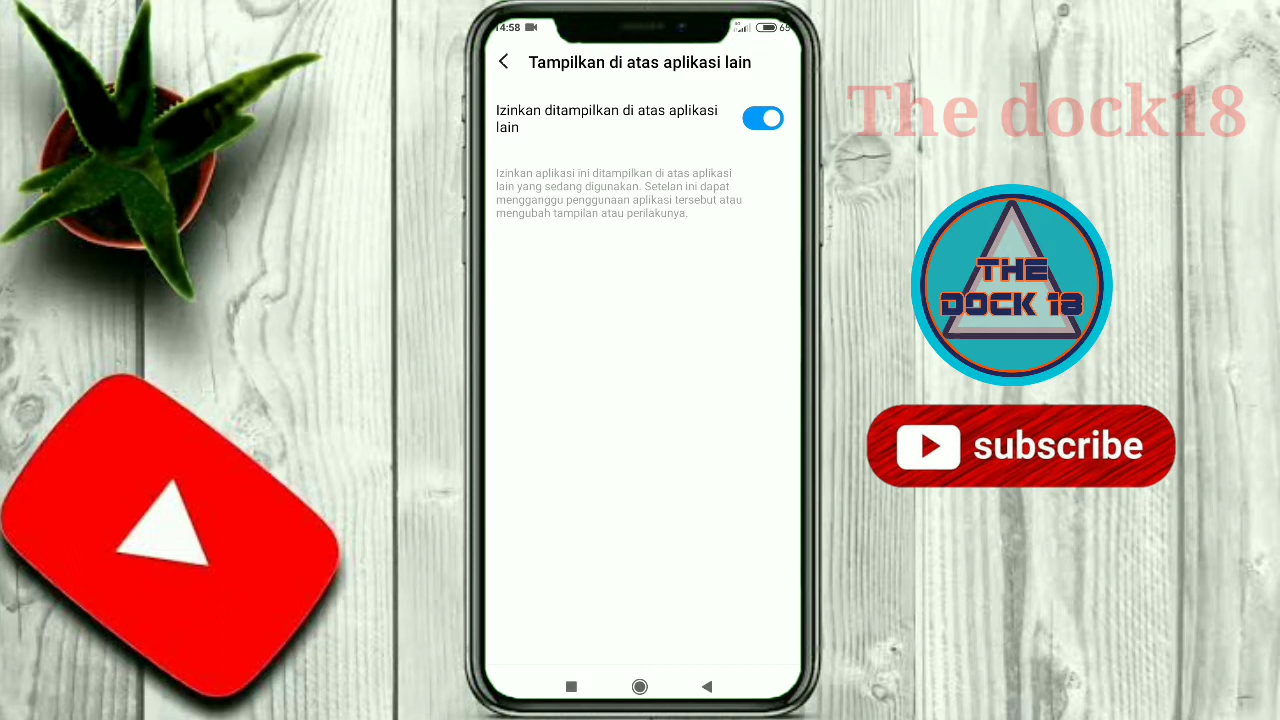 14:58
65
Tampilkan di atas aplikasi lain
Izinkan ditampilkan di atas aplikasi
lain
Izinkan aplikasi ini ditampilkan di atas aplikasi
lain yang sedang digunakan. Setelan ini dapat
mengganggu penggunaan aplikasi tersebut atau
mengubah tampilan atau perilakunya.
The dock18
THE
DOCK 18
subscribe